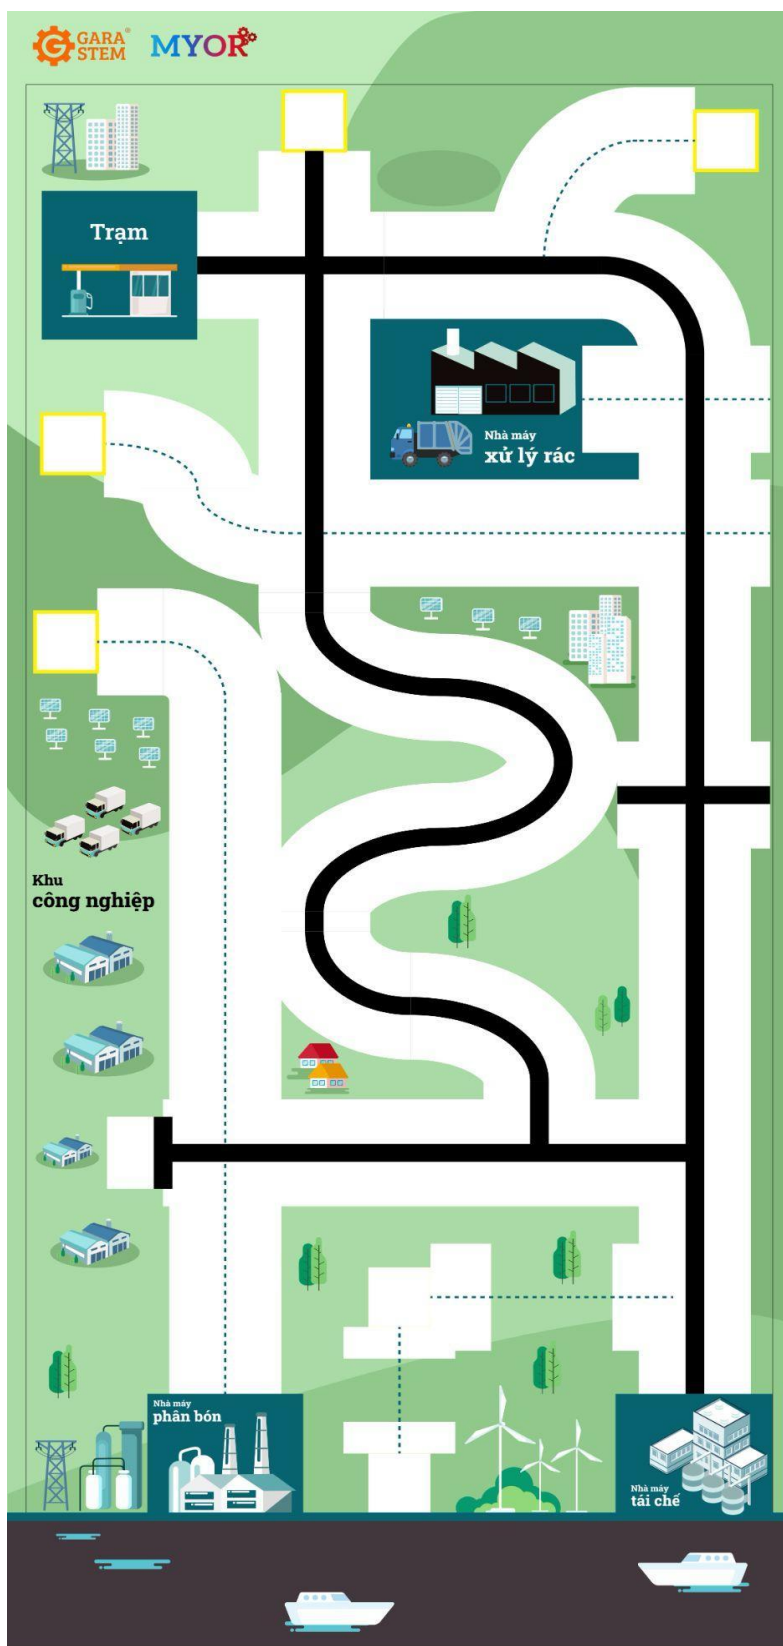 GARA®
STEM
MYOR
Trạm
Nhà máy
xử lý rác
Khu
công nghiệp
Nhà máy
phân bón
Nhà máy
tái chế